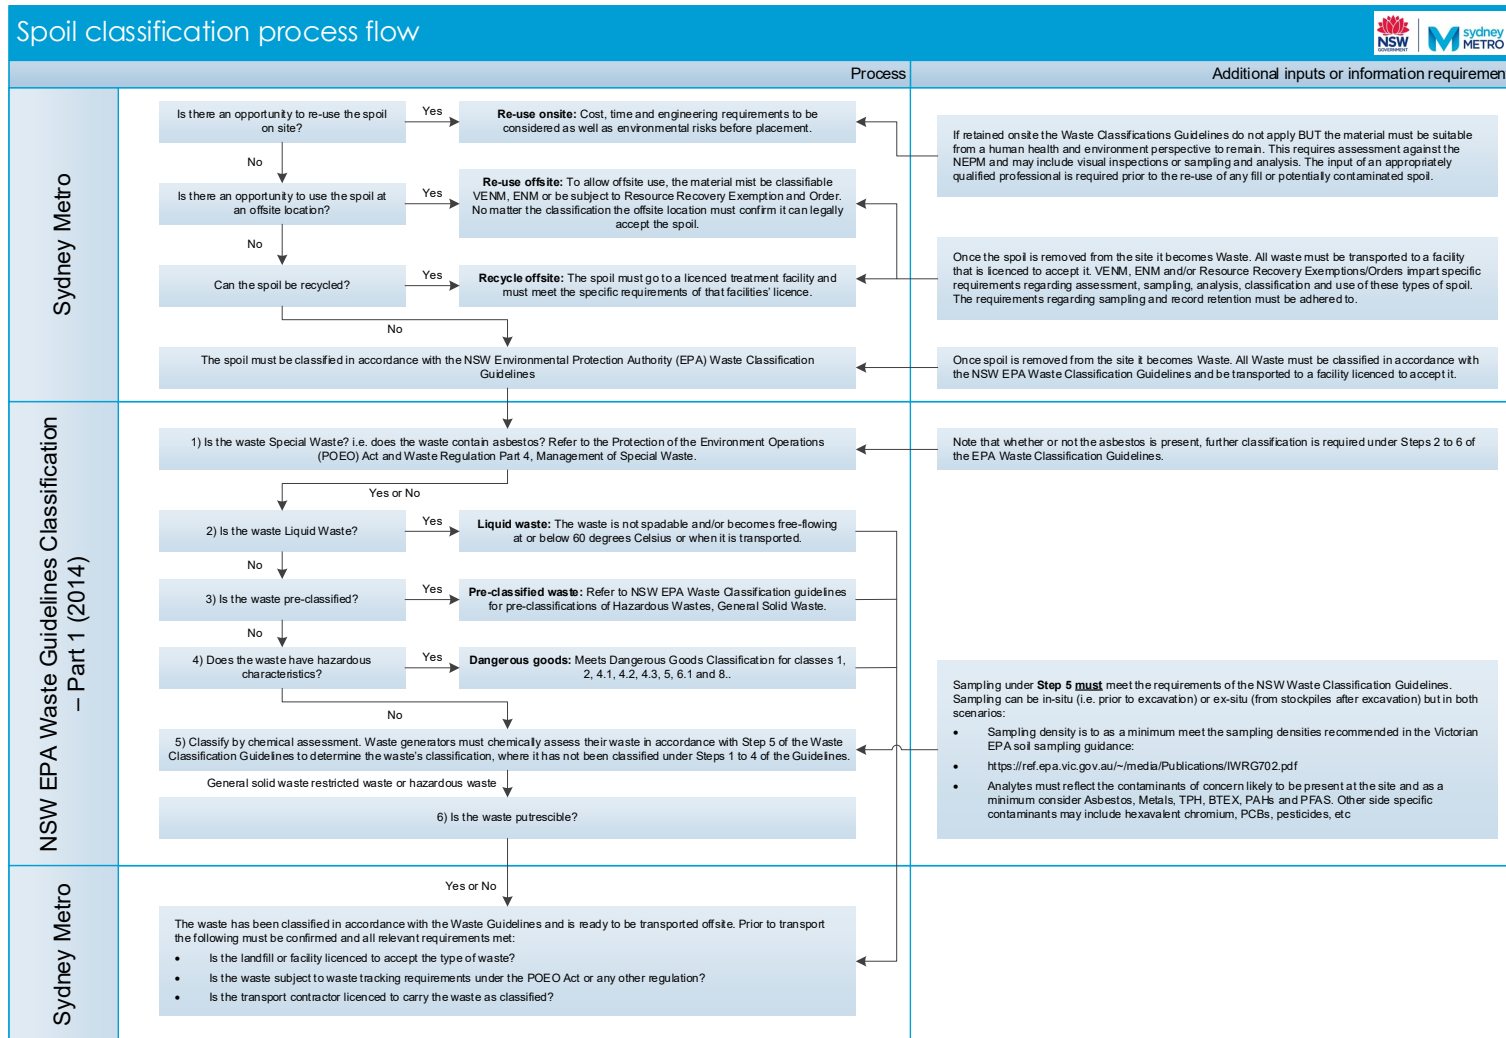 Spoil classification process flow
NSW
GOVERNMENT
sydney
METRO
Process
Additional inputs or information requirement
Sydney Metro
Is there an opportunity to re-use the spoil
on site?
Yes
Re-use onsite: Cost, time and engineering requirements to be
considered as well as environmental risks before placement.
If retained onsite the Waste Classifications Guidelines do not apply BUT the material must be suitable
from a human health and environment perspective to remain. This requires assessment against the
NEPM and may include visual inspections or sampling and analysis. The input of an appropriately
qualified professional is required prior to the re-use of any fill or potentially contaminated spoil.
No
Is there an opportunity to use the spoil at
an offsite location?
Yes
Re-use offsite: To allow offsite use, the material mist be classifiable
VENM, ENM or be subject to Resource Recovery Exemption and Order.
No matter the classification the offsite location must confirm it can legally
accept the spoil.
No
Can the spoil be recycled?
Yes
Recycle offsite: The spoil must go to a licenced treatment facility and
must meet the specific requirements of that facilities' licence.
Once the spoil is removed from the site it becomes Waste. All waste must be transported to a facility
that is licenced to accept it. VENM, ENM and/or Resource Recovery Exemptions/Orders impart specific
requirements regarding assessment, sampling, analysis, classification and use of these types of spoil.
The requirements regarding sampling and record retention must be adhered to.
No
The spoil must be classified in accordance with the NSW Environmental Protection Authority (EPA) Waste Classification
Guidelines
Once spoil is removed from the site it becomes Waste. All Waste must be classified in accordance with
the NSW EPA Waste Classification Guidelines and be transported to a facility licenced to accept it.
NSW EPA Waste Guidelines Classification
– Part 1 (2014)
1) Is the waste Special Waste? i.e. does the waste contain asbestos? Refer to the Protection of the Environment Operations
(POEO) Act and Waste Regulation Part 4, Management of Special Waste.
Note that whether or not the asbestos is present, further classification is required under Steps 2 to 6 of
the EPA Waste Classification Guidelines.
Yes or No
2) Is the waste Liquid Waste?
Yes
Liquid waste: The waste is not spadable and/or becomes free-flowing
at or below 60 degrees Celsius or when it is transported.
No
3) Is the waste pre-classified?
Yes
Pre-classified waste: Refer to NSW EPA Waste Classification guidelines
for pre-classifications of Hazardous Wastes, General Solid Waste.
No
4) Does the waste have hazardous
characteristics?
Yes
Dangerous goods: Meets Dangerous Goods Classification for classes 1,
2, 4.1, 4.2, 4.3, 5, 6.1 and 8..
No
5) Classify by chemical assessment. Waste generators must chemically assess their waste in accordance with Step 5 of the Waste
Classification Guidelines to determine the waste's classification, where it has not been classified under Steps 1 to 4 of the Guidelines.
Sampling under Step 5 must meet the requirements of the NSW Waste Classification Guidelines.
Sampling can be in-situ (i.e. prior to excavation) or ex-situ (from stockpiles after excavation) but in both
scenarios:
• Sampling density is to as a minimum meet the sampling densities recommended in the Victorian
EPA soil sampling guidance:
• https://ref.epa.vic.gov.au/~/media/Publications/IWRG702.pdf
• Analytes must reflect the contaminants of concern likely to be present at the site and as a
minimum consider Asbestos, Metals, TPH, BTEX, PAHs and PFAS. Other side specific
contaminants may include hexavalent chromium, PCBs, pesticides, etc
General solid waste restricted waste or hazardous waste
6) Is the waste putrescible?
Sydney Metro
Yes or No
The waste has been classified in accordance with the Waste Guidelines and is ready to be transported offsite. Prior to transport
the following must be confirmed and all relevant requirements met:
• Is the landfill or facility licenced to accept the type of waste?
• Is the waste subject to waste tracking requirements under the POEO Act or any other regulation?
• Is the transport contractor licenced to carry the waste as classified?